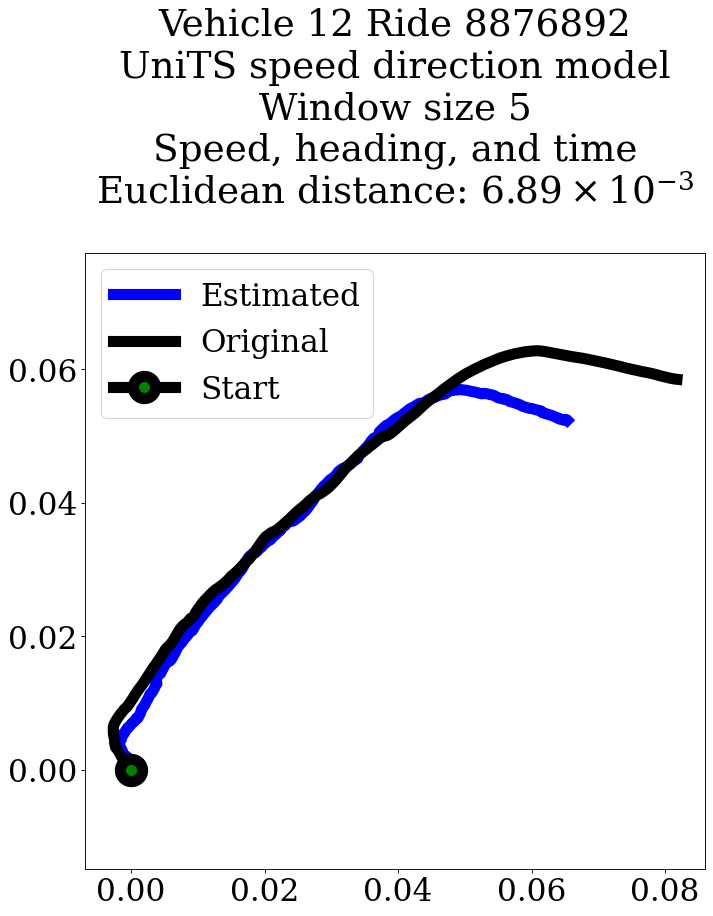 Vehicle 12 Ride 8876892
UniTS speed direction model
Window size 5
Speed, heading, and time
Euclidean distance: 6.89 × 10⁻³
Estimated
Original
Start
0.06
0.04
0.02
0.00
0.00 0.02 0.04 0.06 0.08